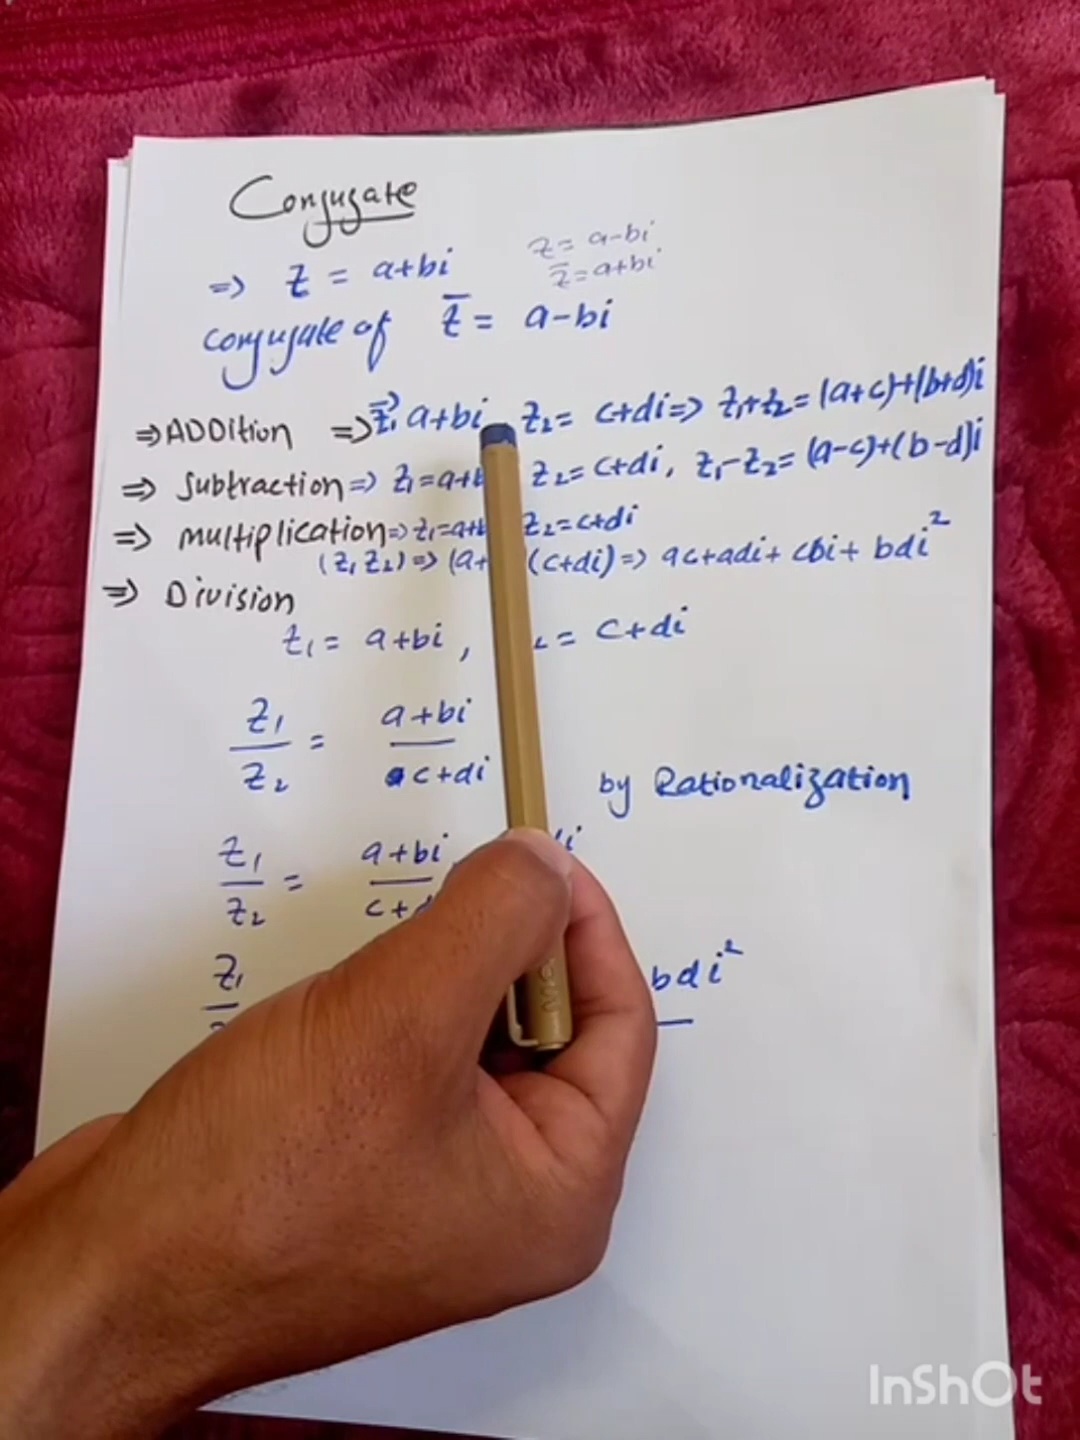 Conjugate
⇒ z = a+bi
z = a-bi
z̄ = a+bi
conjugate of z̄ = a-bi
⇒ ADDition ⇒ z₁ a+bi z₂ = c+di ⇒ z₁+z₂ = (a+c)+(b+d)i
⇒ Subtraction ⇒ z₁ = a+b z₂ = c+di, z₁-z₂ = (a-c)+(b-d)i
⇒ multiplication ⇒ z₁ = a+b z₂ = c+di
(z₁ z₂) ⇒ (a+ (c+di) ⇒ ac+adi+ cbi+ bdi²
⇒ Division
z₁ = a+bi, ₂ = c+di
z₁/z₂ = a+bi/c+di
by Rationalization
z₁/z₂ = a+bi/c+d
z₁
bdi²
InShOt